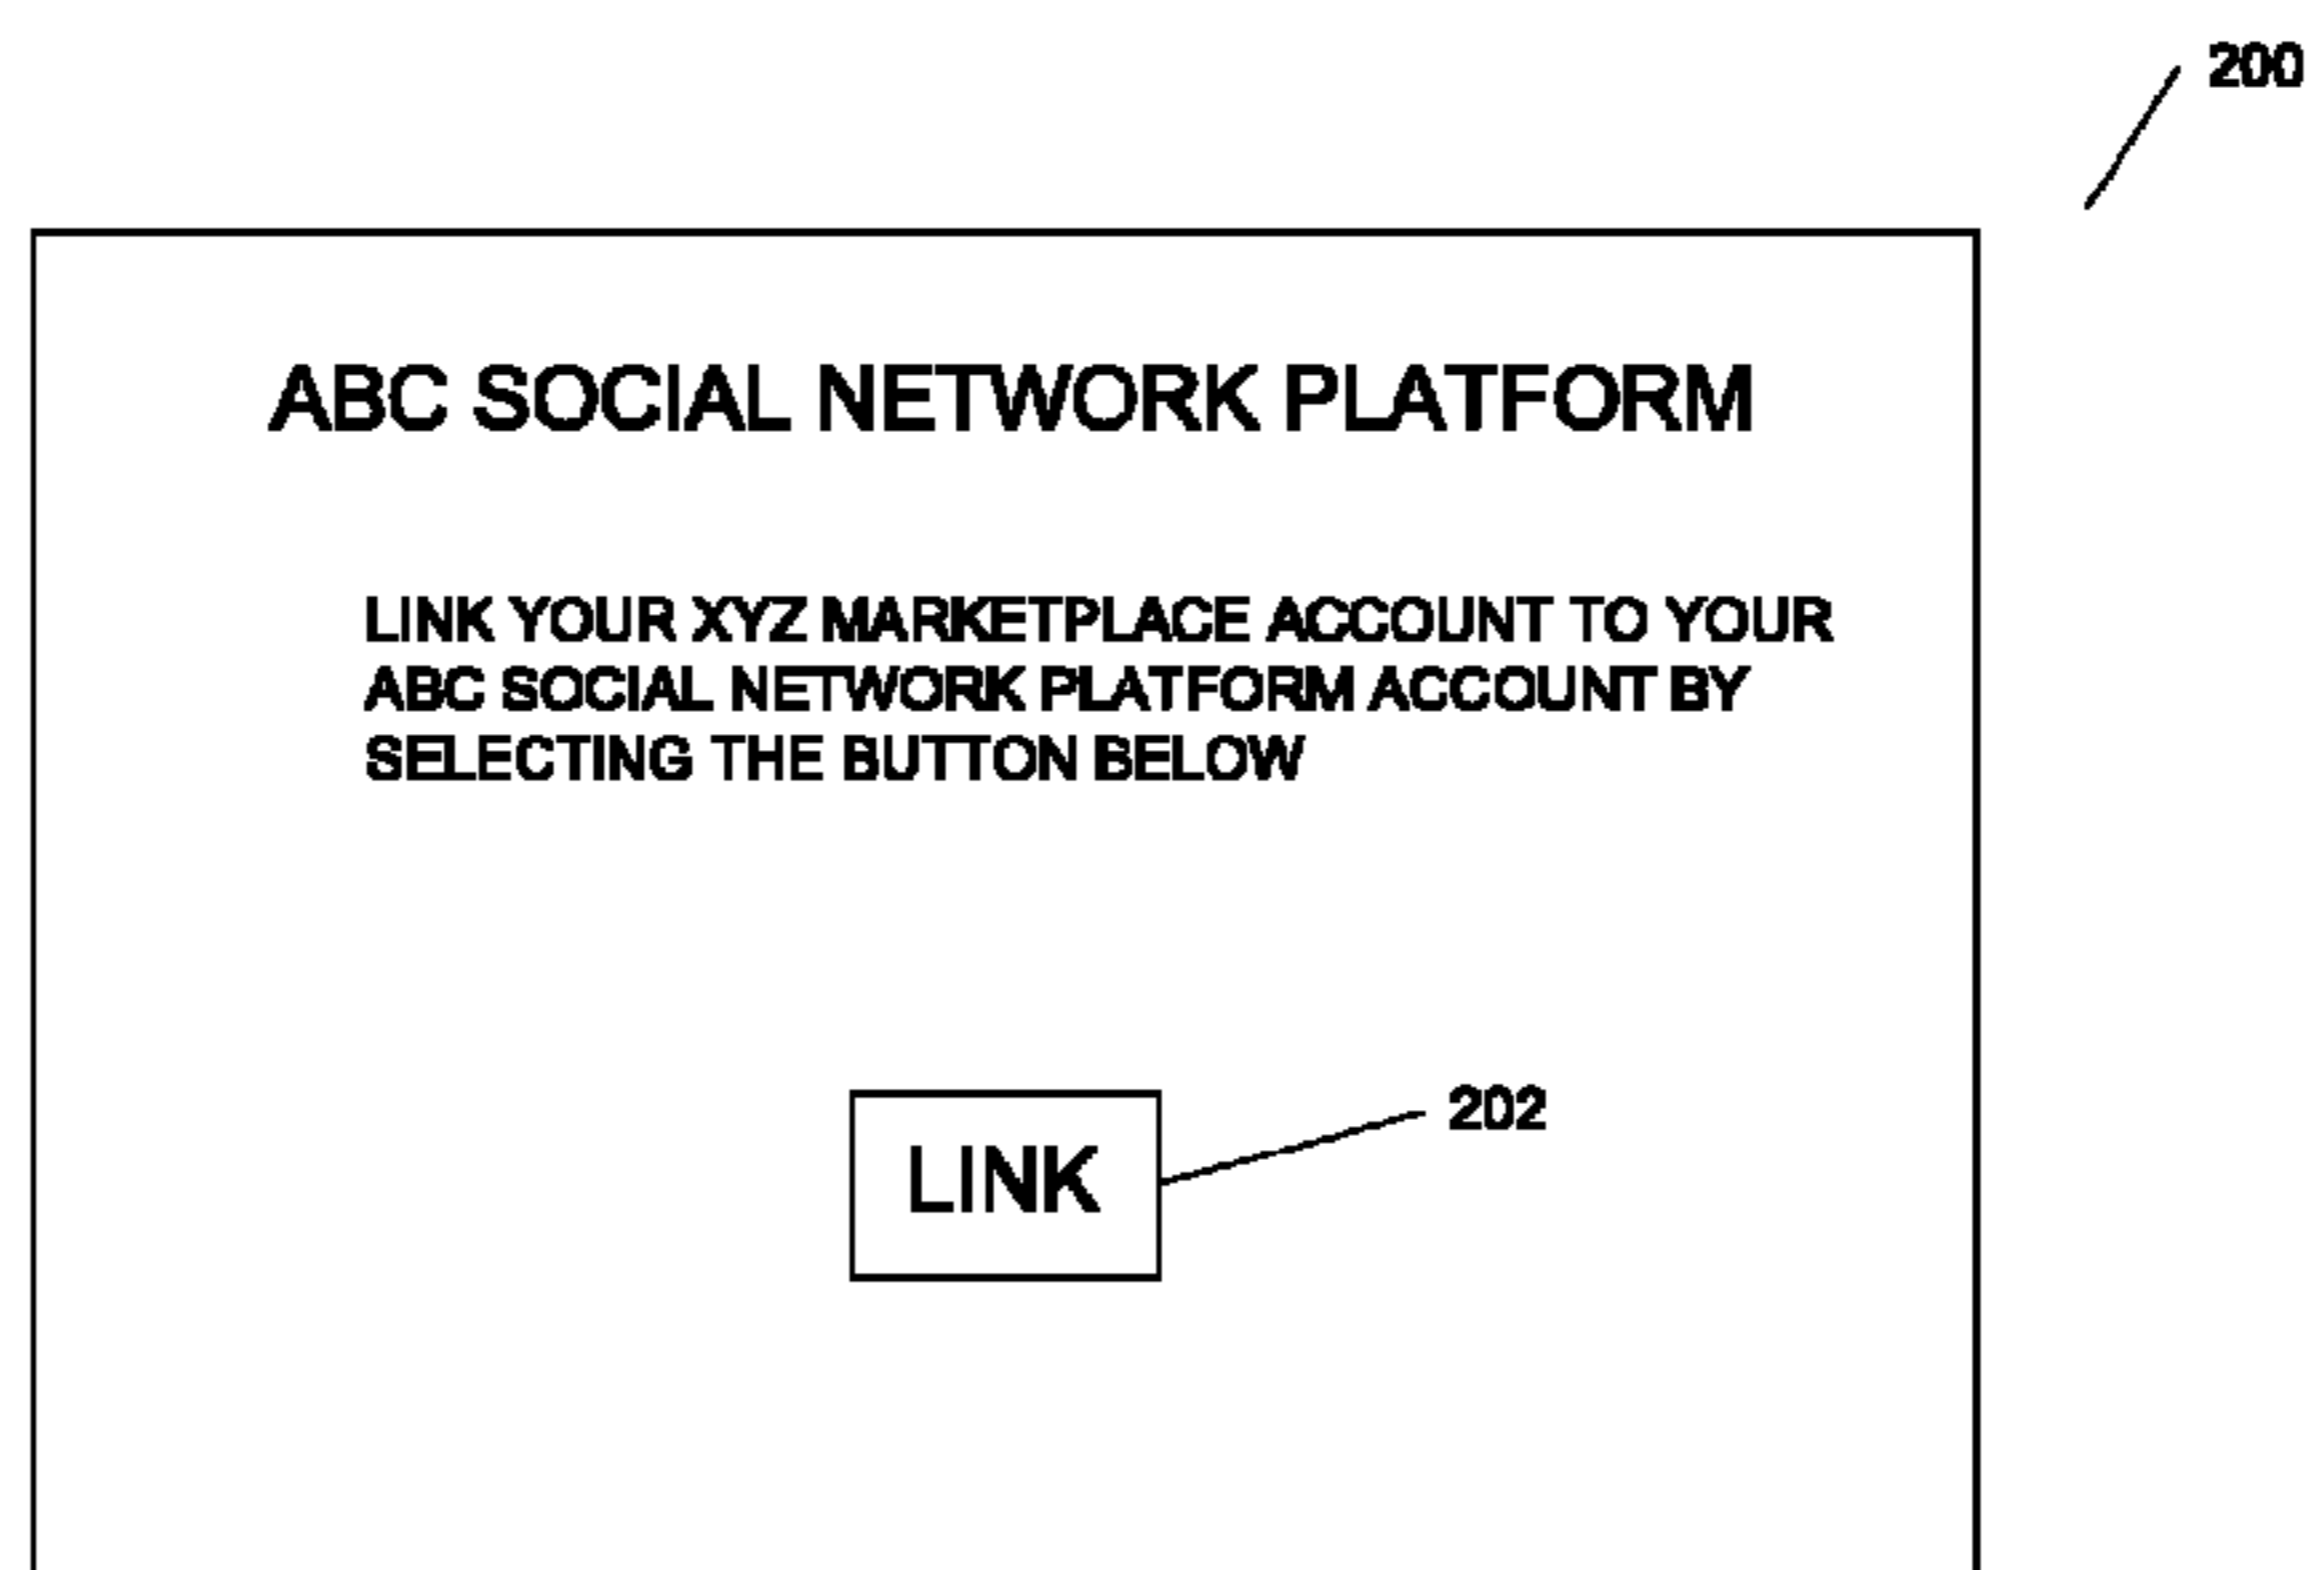 200
ABC SOCIAL NETWORK PLATFORM
LINK YOUR XYZ MARKETPLACE ACCOUNT TO YOUR
ABC SOCIAL NETWORK PLATFORM ACCOUNT BY
SELECTING THE BUTTON BELOW
202
LINK